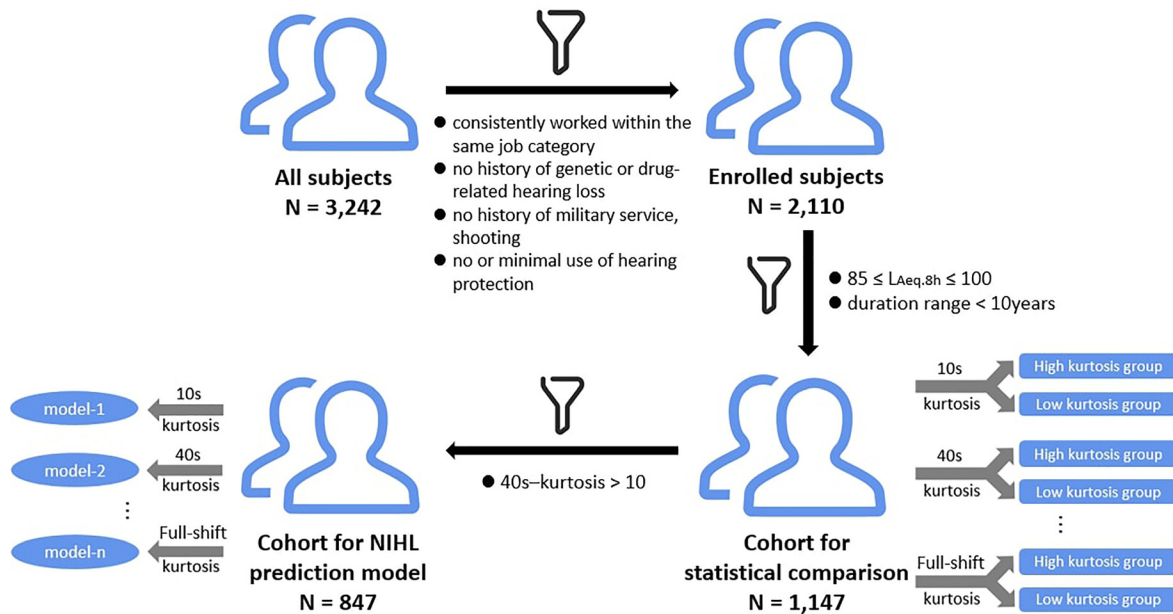 All subjects
N = 3,242
● consistently worked within the
same job category
● no history of genetic or drug-
related hearing loss
● no history of military service,
shooting
● no or minimal use of hearing
protection
Enrolled subjects
N = 2,110
● 85 ≤ LAeq.8h ≤ 100
● duration range < 10years
10s
kurtosis
High kurtosis group
Low kurtosis group
40s
kurtosis
High kurtosis group
Low kurtosis group
⋮
Full-shift
kurtosis
High kurtosis group
Low kurtosis group
Cohort for
statistical comparison
N = 1,147
● 40s–kurtosis > 10
Cohort for NIHL
prediction model
N = 847
10s
kurtosis
model-1
40s
kurtosis
model-2
⋮
Full-shift
kurtosis
model-n